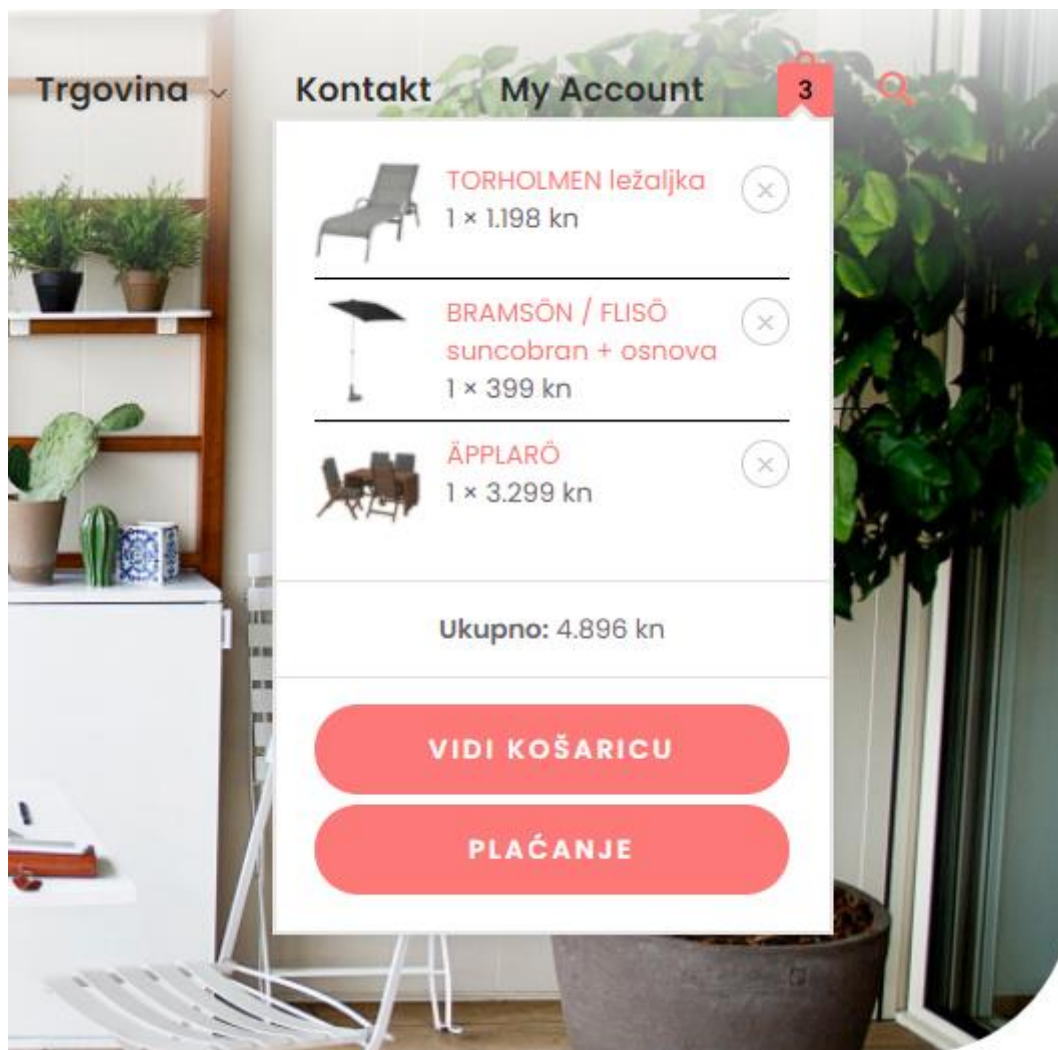 Trgovina
Kontakt
My Account
3
TORHOLMEN ležaljka
1 × 1.198 kn
BRAMSÖN / FLISÖ
suncobran + osnova
1 × 399 kn
ÄPPLARÖ
1 × 3.299 kn
Ukupno: 4.896 kn
VIDI KOŠARICU
PLAĆANJE